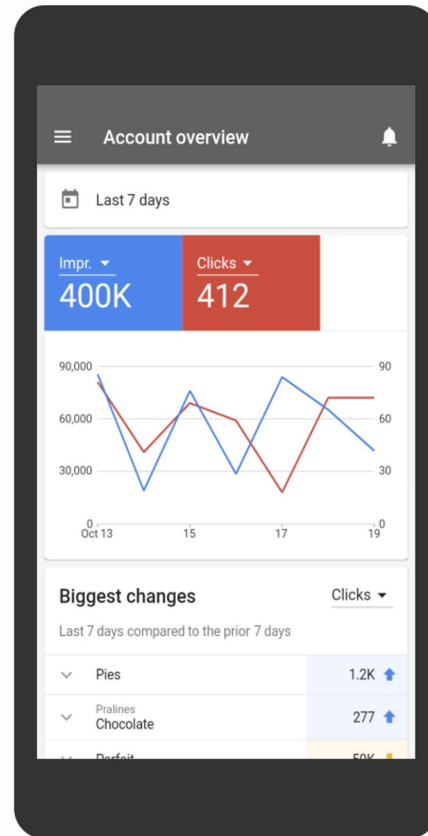 Account overview
Last 7 days
Impr. Clicks
400K 412
90,000 90
60,000 60
30,000 30
0 0
Oct 13 15 17 19
Biggest changes Clicks
Last 7 days compared to the prior 7 days
Pies 1.2K
Pralines
Chocolate 277